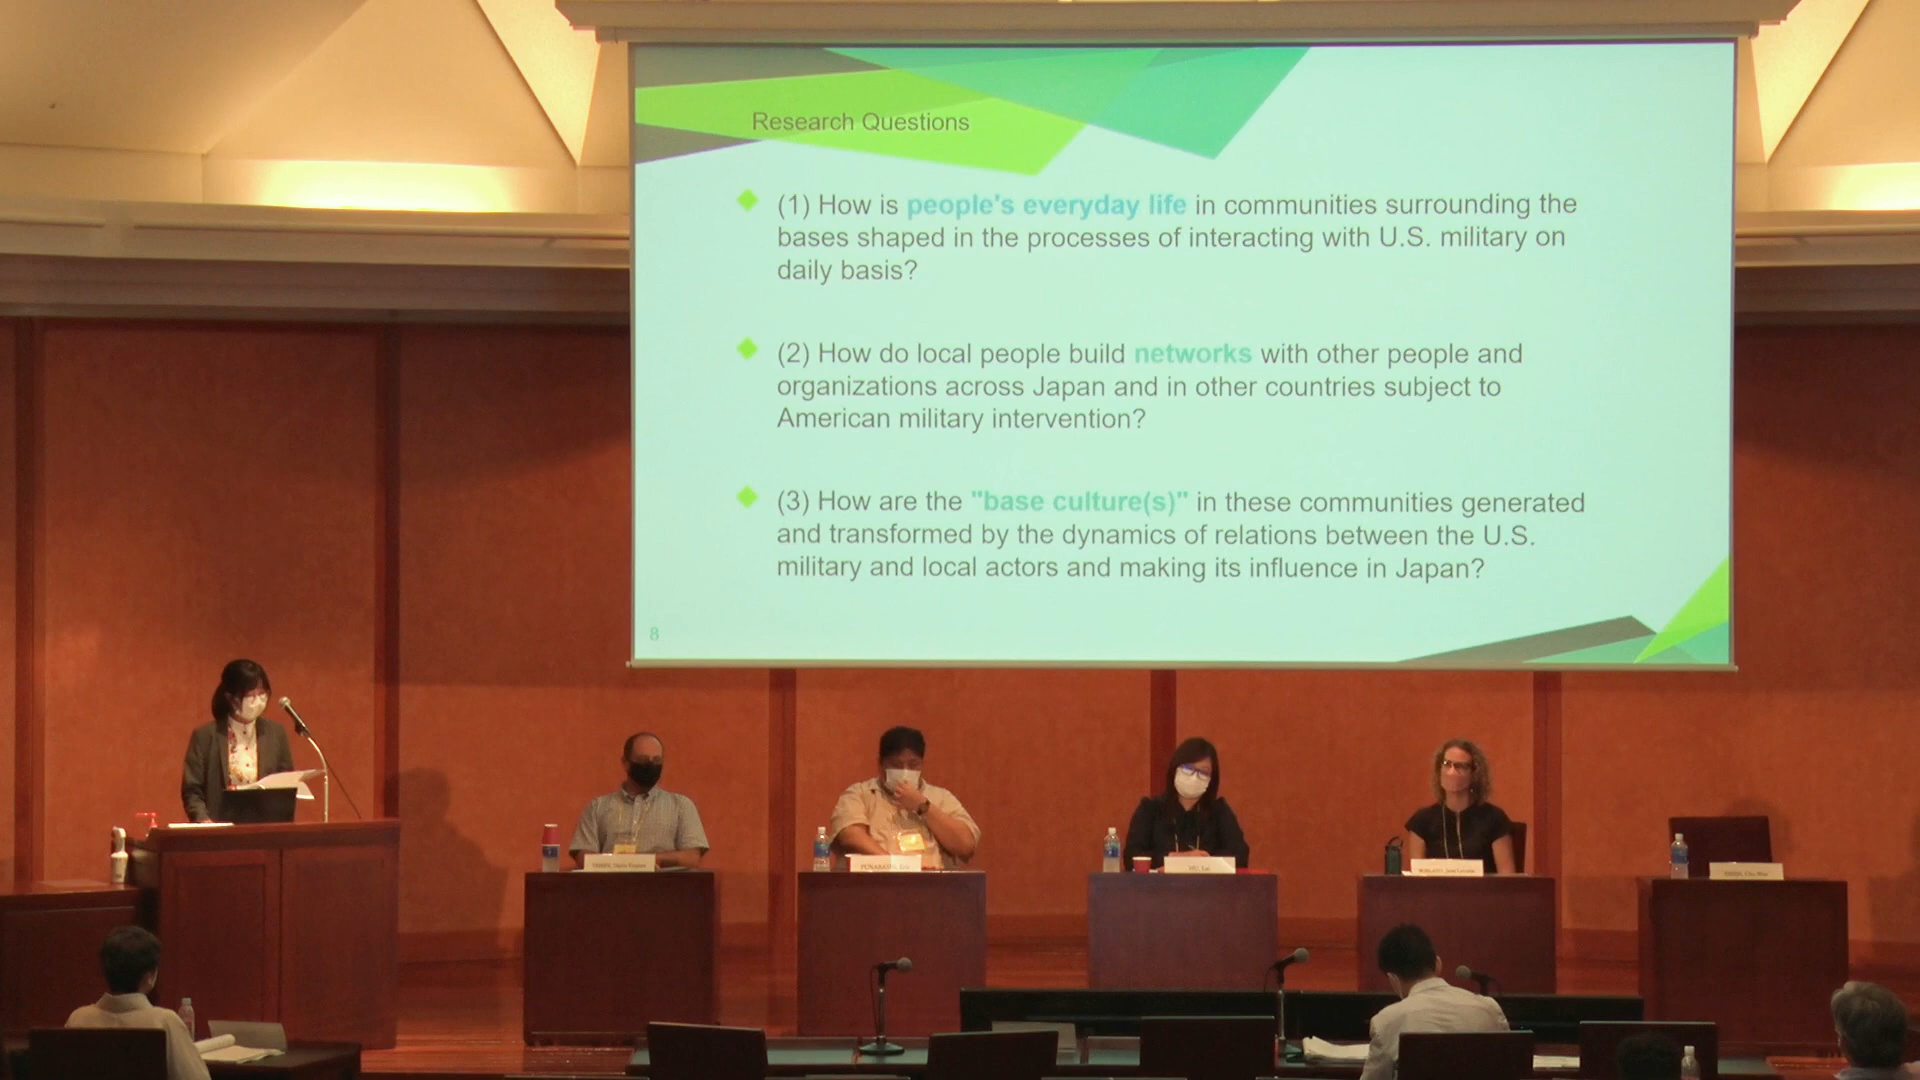 Research Questions
(1) How is people's everyday life in communities surrounding the
bases shaped in the processes of interacting with U.S. military on
daily basis?
(2) How do local people build networks with other people and
organizations across Japan and in other countries subject to
American military intervention?
(3) How are the "base culture(s)" in these communities generated
and transformed by the dynamics of relations between the U.S.
military and local actors and making its influence in Japan?
8